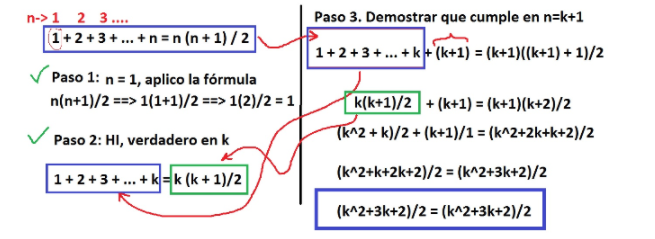 n-> 1 2 3 ....
1 + 2 + 3 + ... + n = n (n + 1) / 2
Paso 1: n = 1, aplico la fórmula
n(n+1)/2 ==> 1(1+1)/2 ==> 1(2)/2 = 1
Paso 2: HI, verdadero en k
1 + 2 + 3 + ... + k = k (k + 1)/2
Paso 3. Demostrar que cumple en n=k+1
1 + 2 + 3 + ... + k + (k+1) = (k+1)((k+1) + 1)/2
k(k+1)/2 + (k+1) = (k+1)(k+2)/2
(k^2 + k)/2 + (k+1)/1 = (k^2+2k+k+2)/2
(k^2+k+2k+2)/2 = (k^2+3k+2)/2
(k^2+3k+2)/2 = (k^2+3k+2)/2